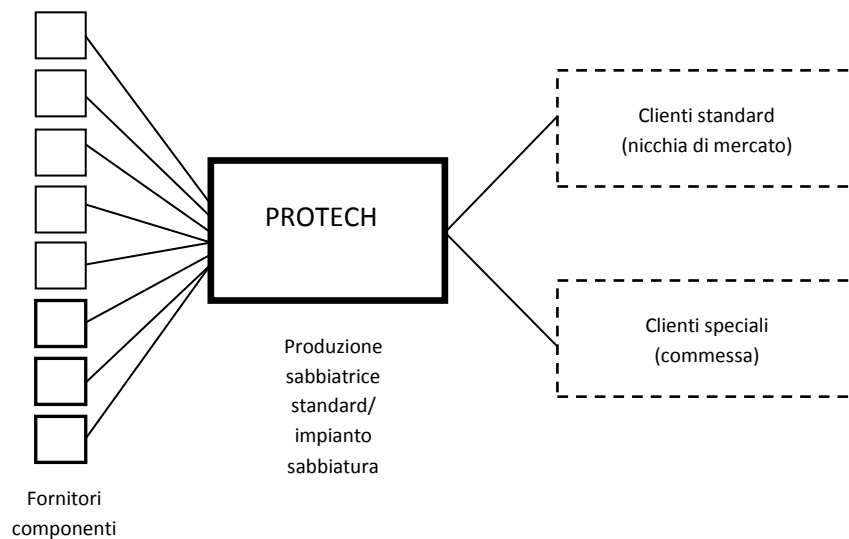 Clienti standard
(nicchia di mercato)
PROTECH
Clienti speciali
(commessa)
Produzione
sabbiatrice
standard/
impianto
sabbiatura
Fornitori
componenti